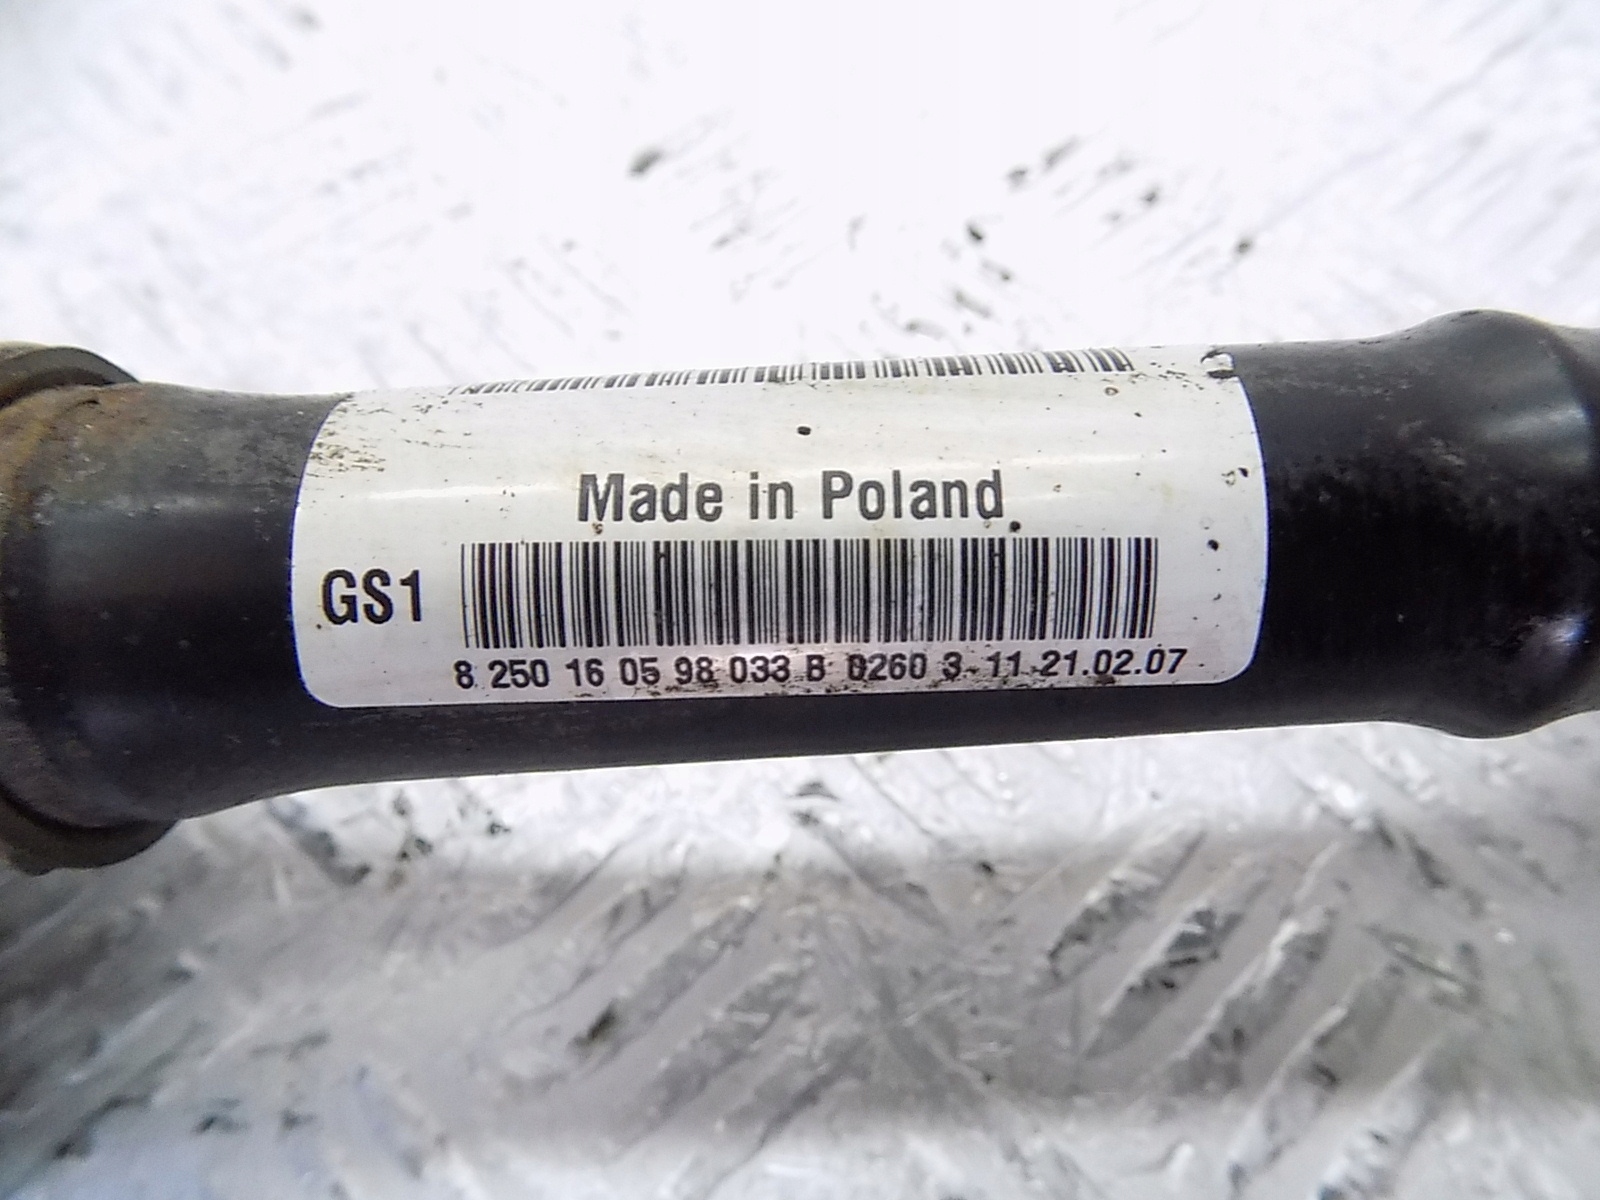 Made in Poland
GS1
8 250 16 05 98 033 B 0260 3 11 21.02.07